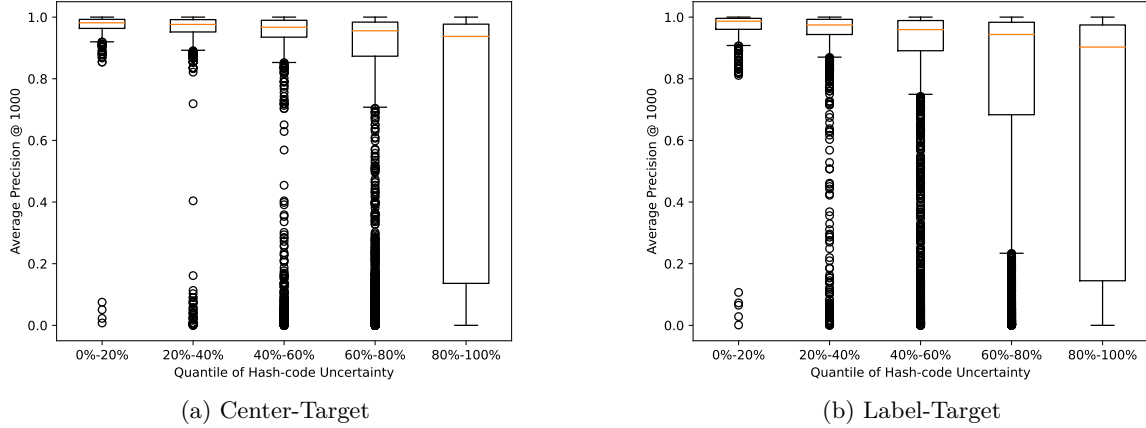 1.0
0.8
0.6
0.4
0.2
0.0
Average Precision @ 1000
0%-20% 20%-40% 40%-60% 60%-80% 80%-100%
Quantile of Hash-code Uncertainty
(a) Center-Target
1.0
0.8
0.6
0.4
0.2
0.0
Average Precision @ 1000
0%-20% 20%-40% 40%-60% 60%-80% 80%-100%
Quantile of Hash-code Uncertainty
(b) Label-Target